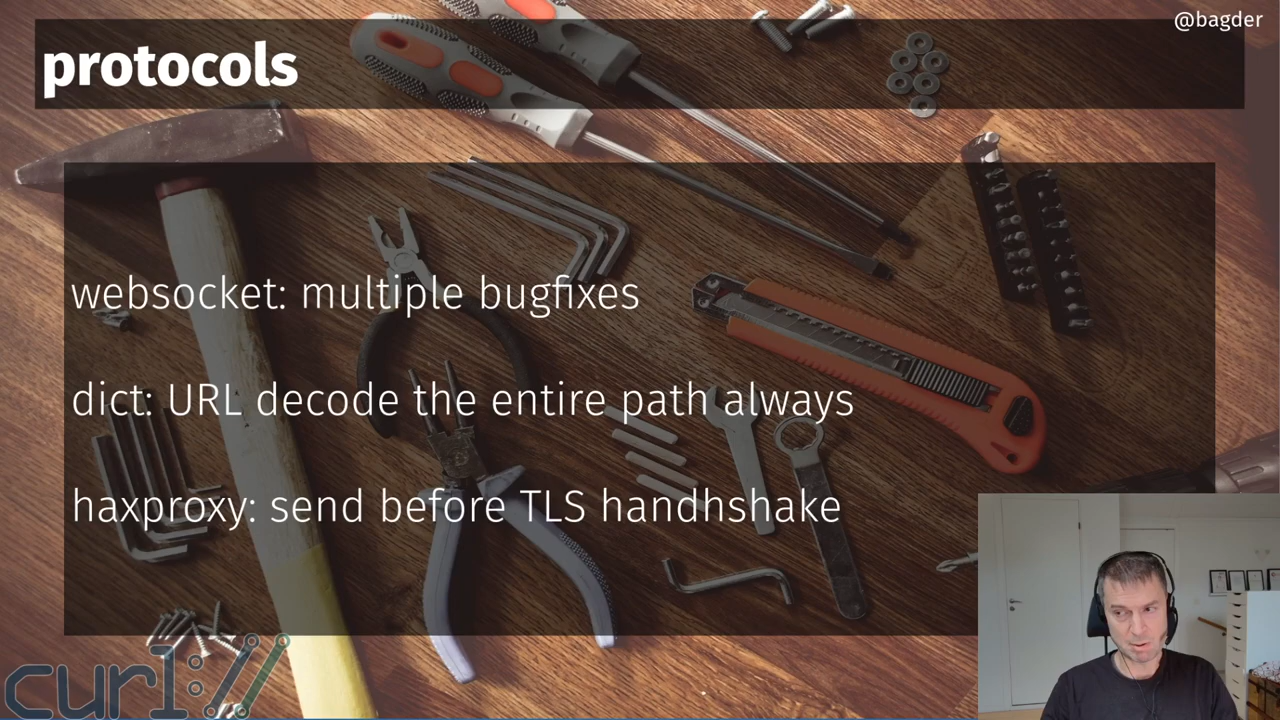 @bagder
protocols
websocket: multiple bugfixes
dict: URL decode the entire path always
haxproxy: send before TLS handhshake
curl://